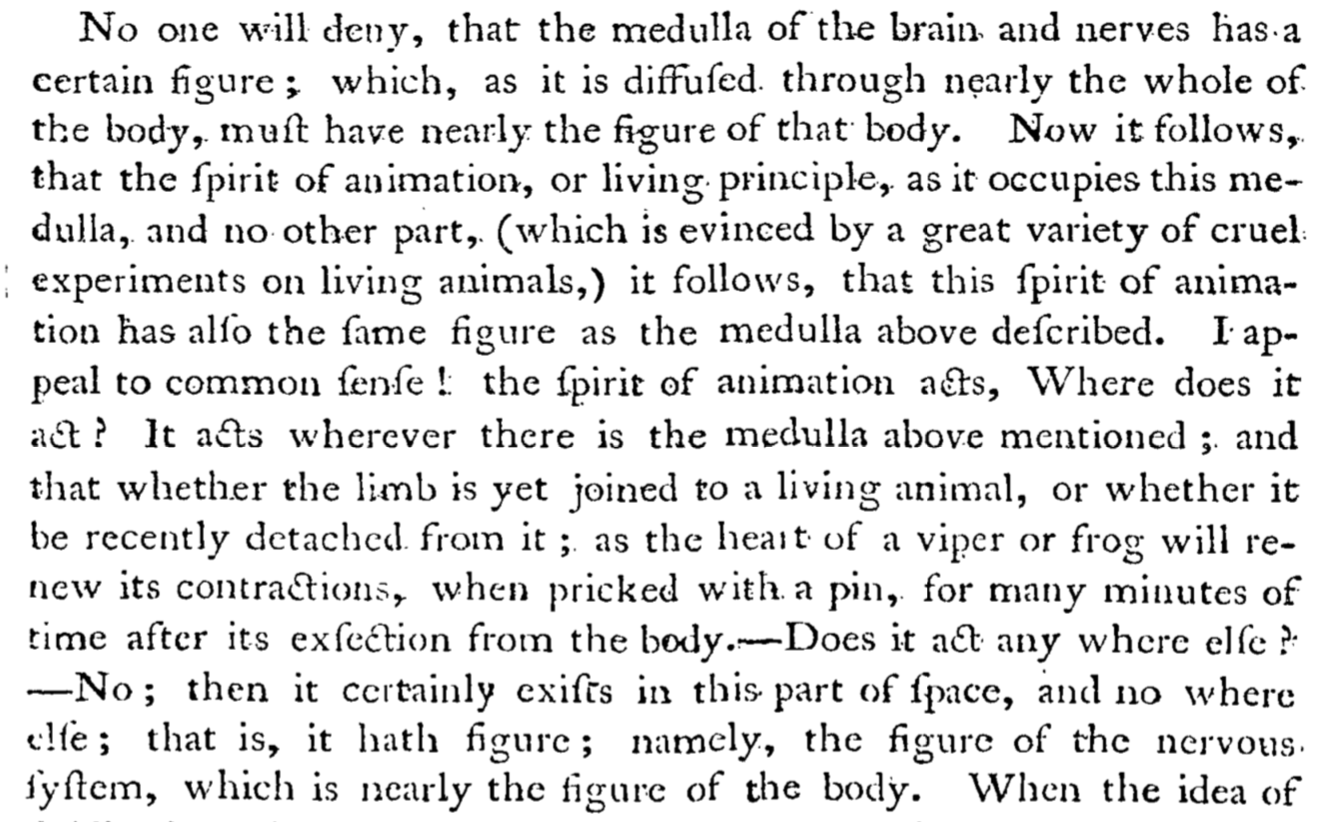 No one will deny, that the medulla of the brain and nerves has a
certain figure; which, as it is diffuſed through nearly the whole of
the body, muſt have nearly the figure of that body. Now it follows,
that the ſpirit of animation, or living principle, as it occupies this me-
dulla, and no other part, (which is evinced by a great variety of cruel
experiments on living animals,) it follows, that this ſpirit of anima-
tion has alſo the ſame figure as the medulla above deſcribed. I ap-
peal to common ſenſe! the ſpirit of animation acts, Where does it
act? It acts wherever there is the medulla above mentioned; and
that whether the limb is yet joined to a living animal, or whether it
be recently detached from it; as the heart of a viper or frog will re-
new its contractions, when pricked with a pin, for many minutes of
time after its exſection from the body.—Does it act any where elſe?
—No; then it certainly exiſts in this part of ſpace, and no where
elſe; that is, it hath figure; namely, the figure of the nervous
ſyſtem, which is nearly the figure of the body. When the idea of